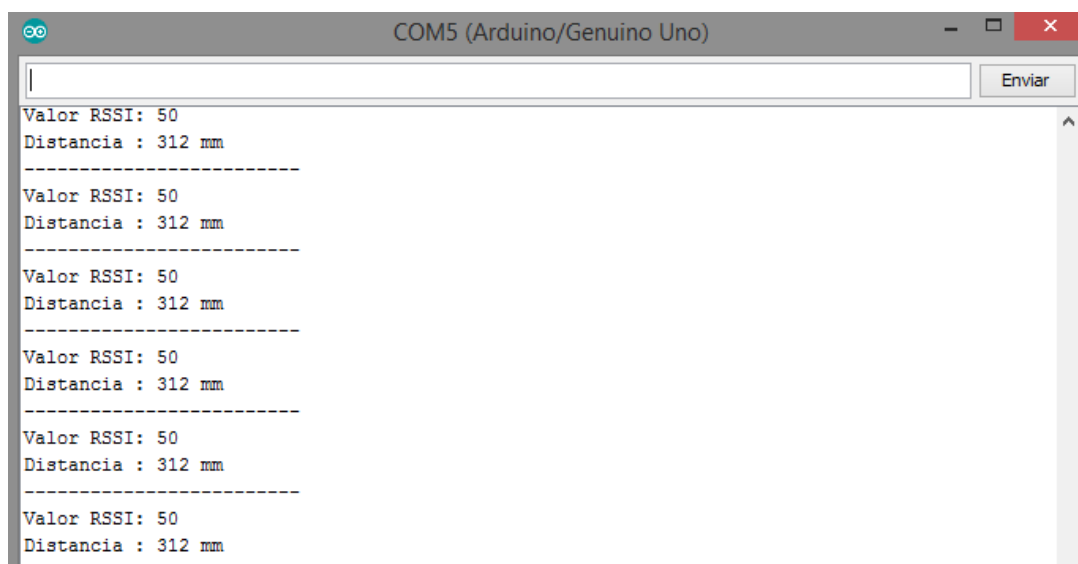 COM5 (Arduino/Genuino Uno)
Enviar
Valor RSSI: 50
Distancia : 312 mm
-------------------------
Valor RSSI: 50
Distancia : 312 mm
-------------------------
Valor RSSI: 50
Distancia : 312 mm
-------------------------
Valor RSSI: 50
Distancia : 312 mm
-------------------------
Valor RSSI: 50
Distancia : 312 mm
-------------------------
Valor RSSI: 50
Distancia : 312 mm